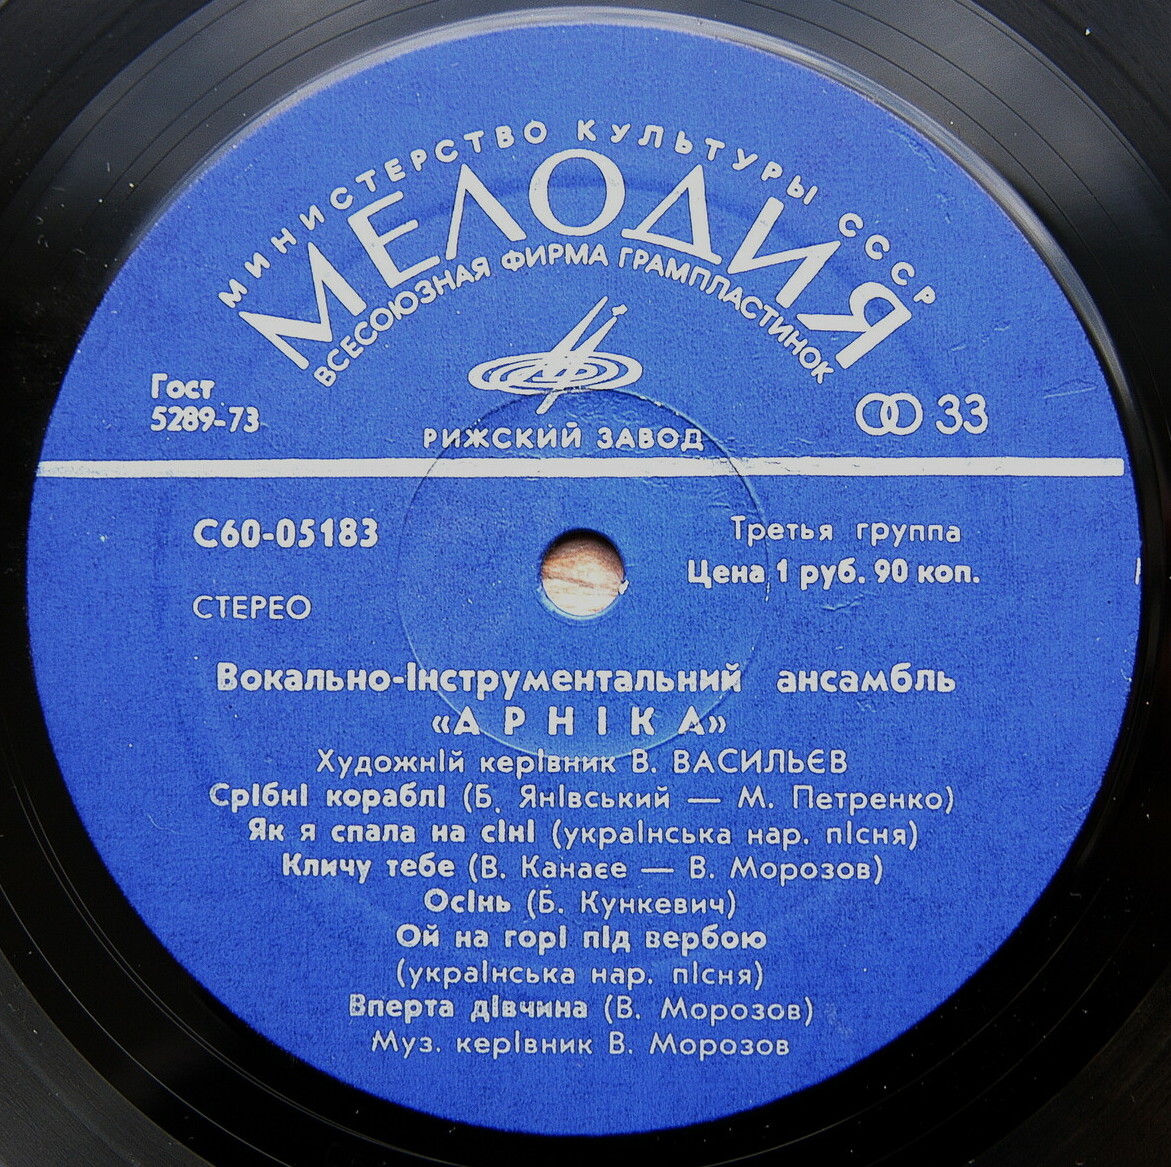 МИНИСТЕРСТВО КУЛЬТУРЫ СССР
МЕЛОДИЯ
ВСЕСОЮЗНАЯ ФИРМА ГРАМПЛАСТИНОК
Гост
5289-73
33
РИЖСКИЙ ЗАВОД
С60-05183
Третья группа
Цена 1 руб. 90 коп.
СТЕРЕО
Вокально-Інструментальний ансамбль
«АРНІКА»
Художній керівник В. ВАСИЛЬЄВ
Срібні кораблі (Б. Янівський — М. Петренко)
Як я спала на сіні (українська нар. пісня)
Кличу тебе (В. Канаєе — В. Морозов)
Осінь (Б. Кункевич)
Ой на горі під вербою
(українська нар. пісня)
Вперта дівчина (В. Морозов)
Муз. керівник В. Морозов